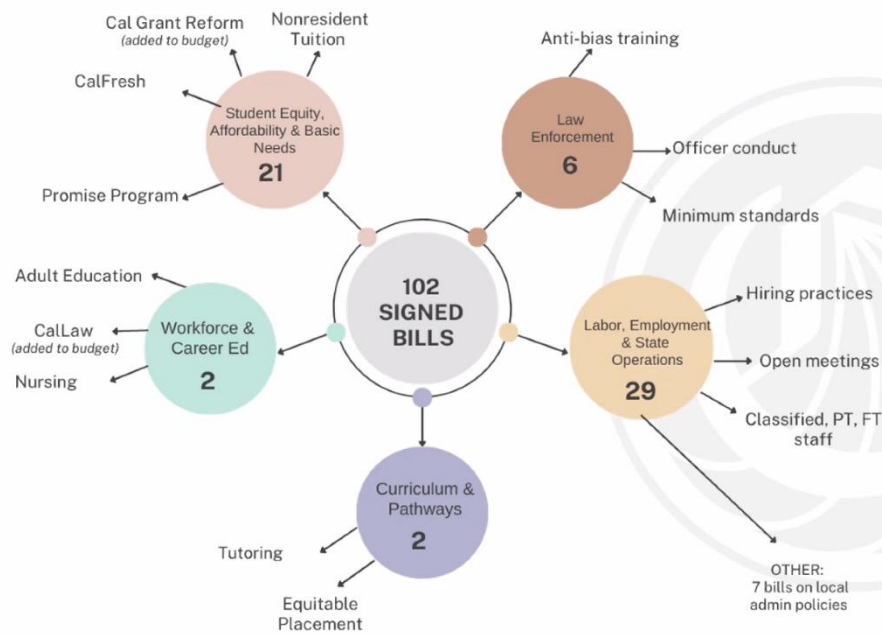 Cal Grant Reform
(added to budget)
Nonresident
Tuition
CalFresh
Student Equity,
Affordability & Basic
Needs
21
Promise Program
Anti-bias training
Law
Enforcement
6
Officer conduct
Minimum standards
102
SIGNED
BILLS
Adult Education
CalLaw
(added to budget)
Nursing
Workforce &
Career Ed
2
Labor, Employment
& State
Operations
29
Hiring practices
Open meetings
Classified, PT, FT
staff
Curriculum &
Pathways
2
Tutoring
Equitable
Placement
OTHER:
7 bills on local
admin policies